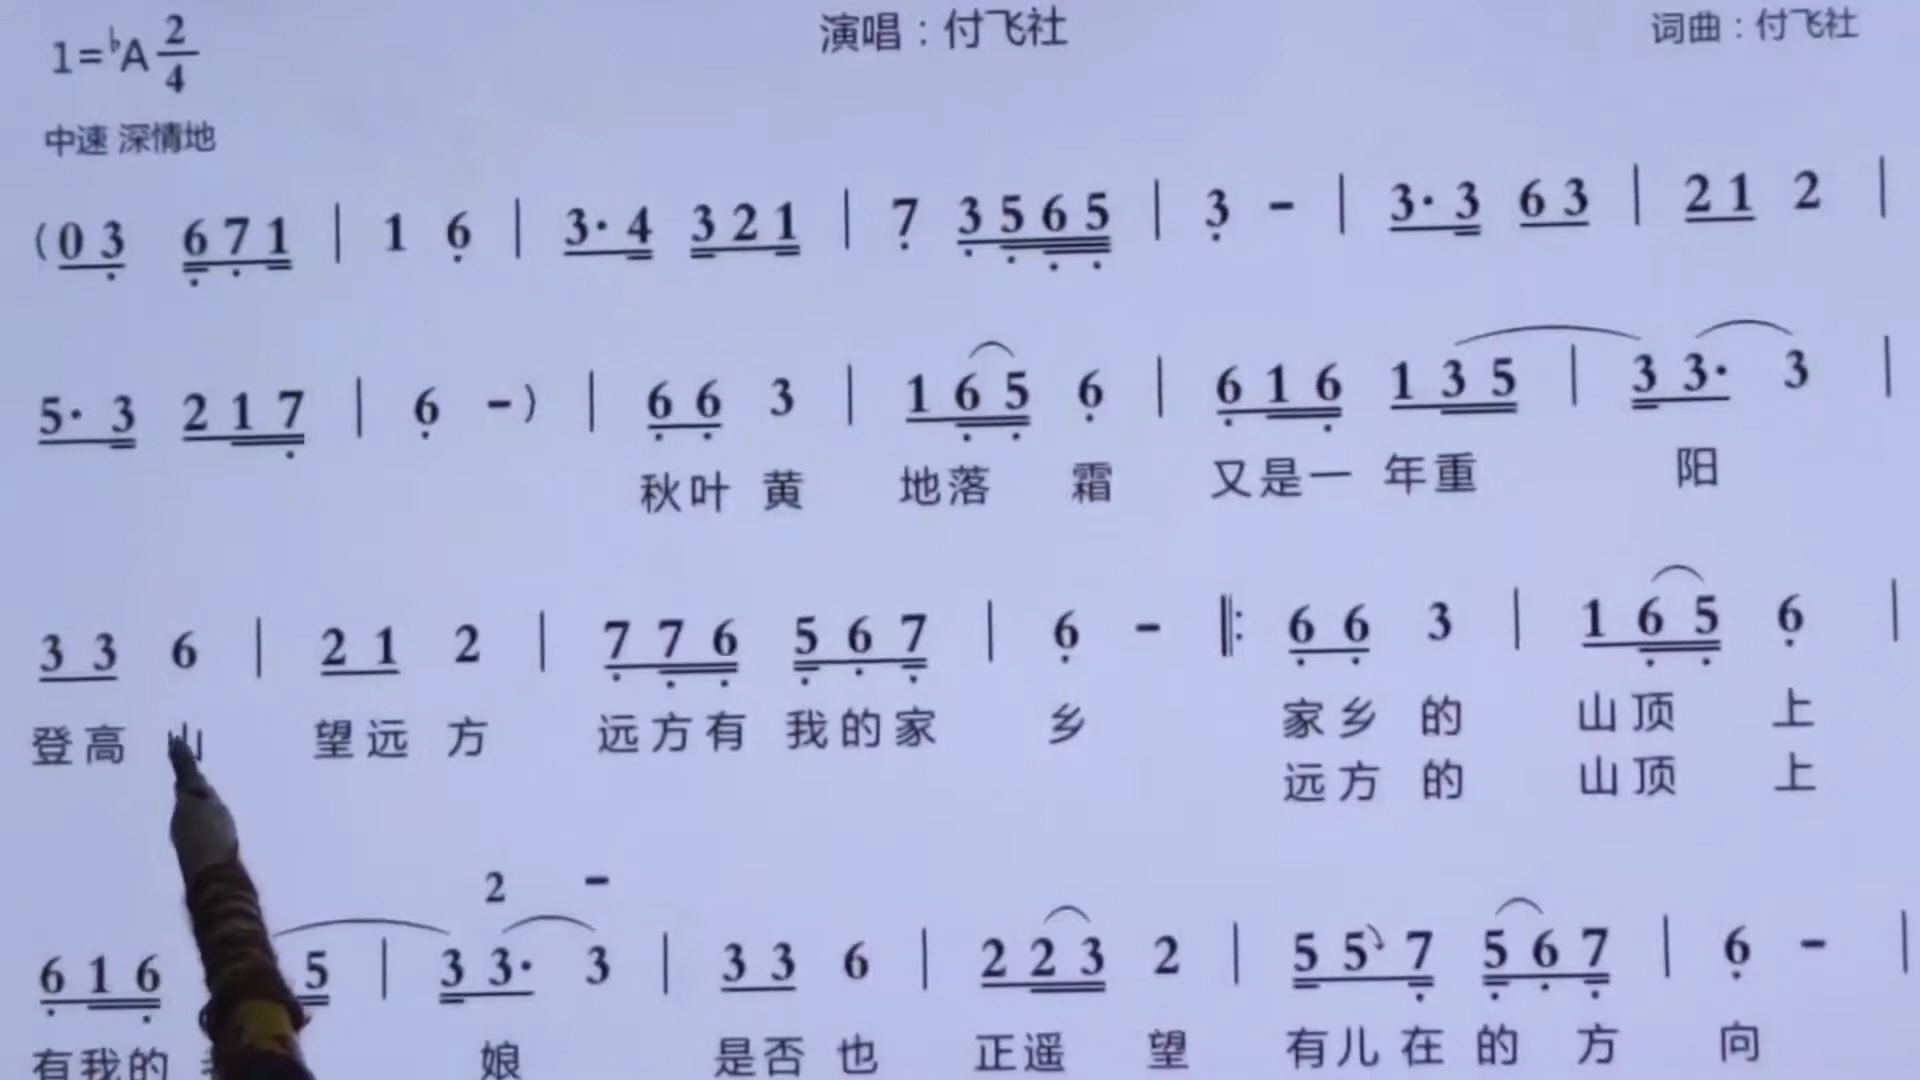 1=♭A 2/4 演唱：付飞社 词曲：付飞社
中速 深情地
(0 3 6 7 1 | 1 6 | 3· 4 3 2 1 | 7 3 5 6 5 | 3 - | 3· 3 6 3 | 2 1 2 |
5· 3 2 1 7 | 6 -) | 6 6 3 | 1 6 5 6 | 6 1 6 1 3 5 | 3 3· 3 |
秋叶 黄 地落 霜 又是一 年重 阳
3 3 6 | 2 1 2 | 7 7 6 5 6 7 | 6 - ‖: 6 6 3 | 1 6 5 6 |
登高 山 望远 方 远方有 我的家 乡 家乡 的 山顶 上
远方 的 山顶 上
2 -
6 1 6 5 | 3 3· 3 | 3 3 6 | 2 2 3 2 | 5 5 7 5 6 7 | 6 - |
有我的 娘 是否 也 正遥 望 有儿在 的 方 向